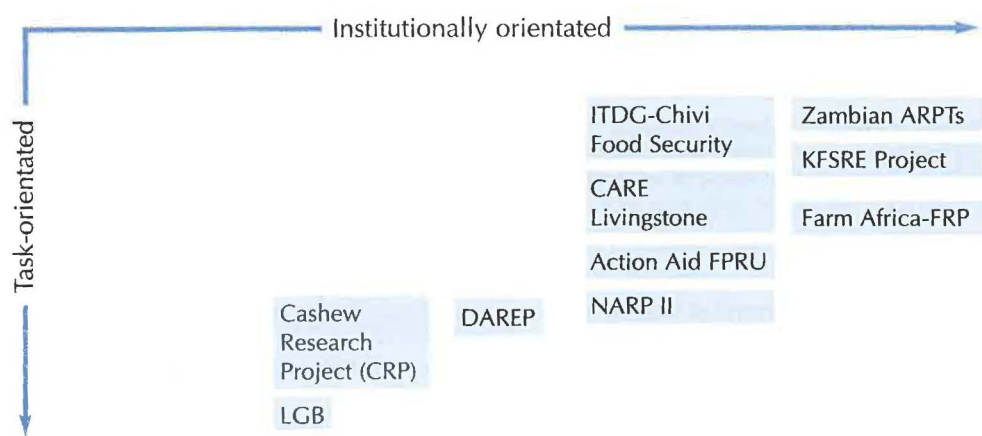 Institutionally orientated
Task-orientated
ITDG-Chivi
Food Security
Zambian ARPTs
KFSRE Project
CARE
Livingstone
Farm Africa-FRP
Action Aid FPRU
NARP II
Cashew
Research
Project (CRP)
DAREP
LGB